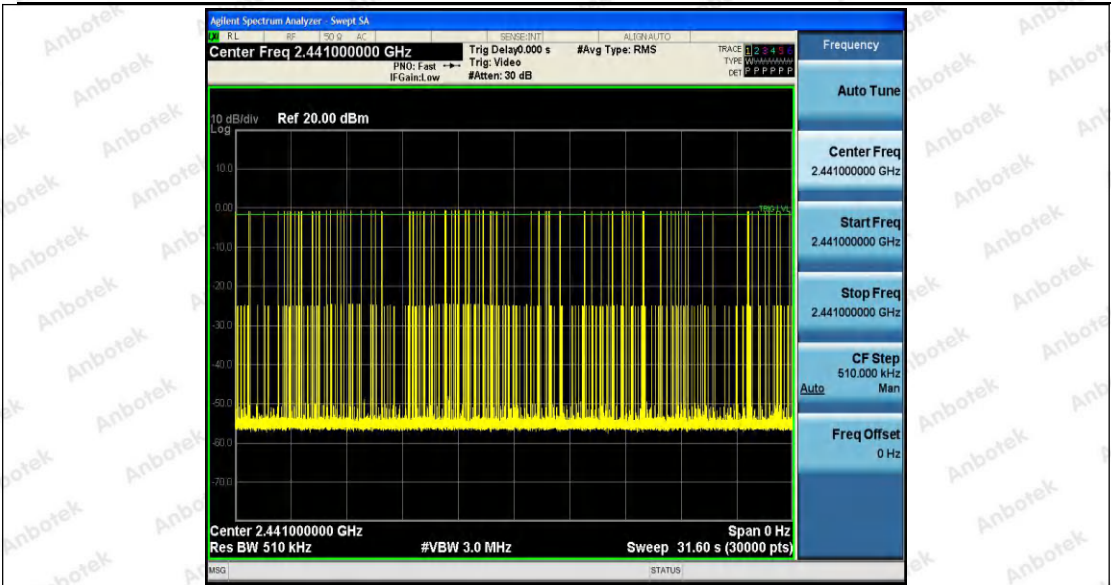 Agilent Spectrum Analyzer - Swept SA
RL RF 50 Ω AC SENSE:INT ALIGN AUTO
Center Freq 2.441000000 GHz
PNO: Fast
IFGain:Low
Trig Delay0.000 s
Trig: Video
#Atten: 30 dB
#Avg Type: RMS
TRACE 1 2 3 4 5 6
TYPE
DET P P P P P P
10 dB/div
Log
Ref 20.00 dBm
10.0
0.00
-10.0
-20.0
-30.0
-40.0
-50.0
-60.0
-70.0
TRIG LVL
Center 2.441000000 GHz
Span 0 Hz
Res BW 510 kHz
#VBW 3.0 MHz
Sweep 31.60 s (30000 pts)
MSG
STATUS
Frequency
Auto Tune
Center Freq
2.441000000 GHz
Start Freq
2.441000000 GHz
Stop Freq
2.441000000 GHz
CF Step
510.000 kHz
Auto Man
Freq Offset
0 Hz
Anbotek